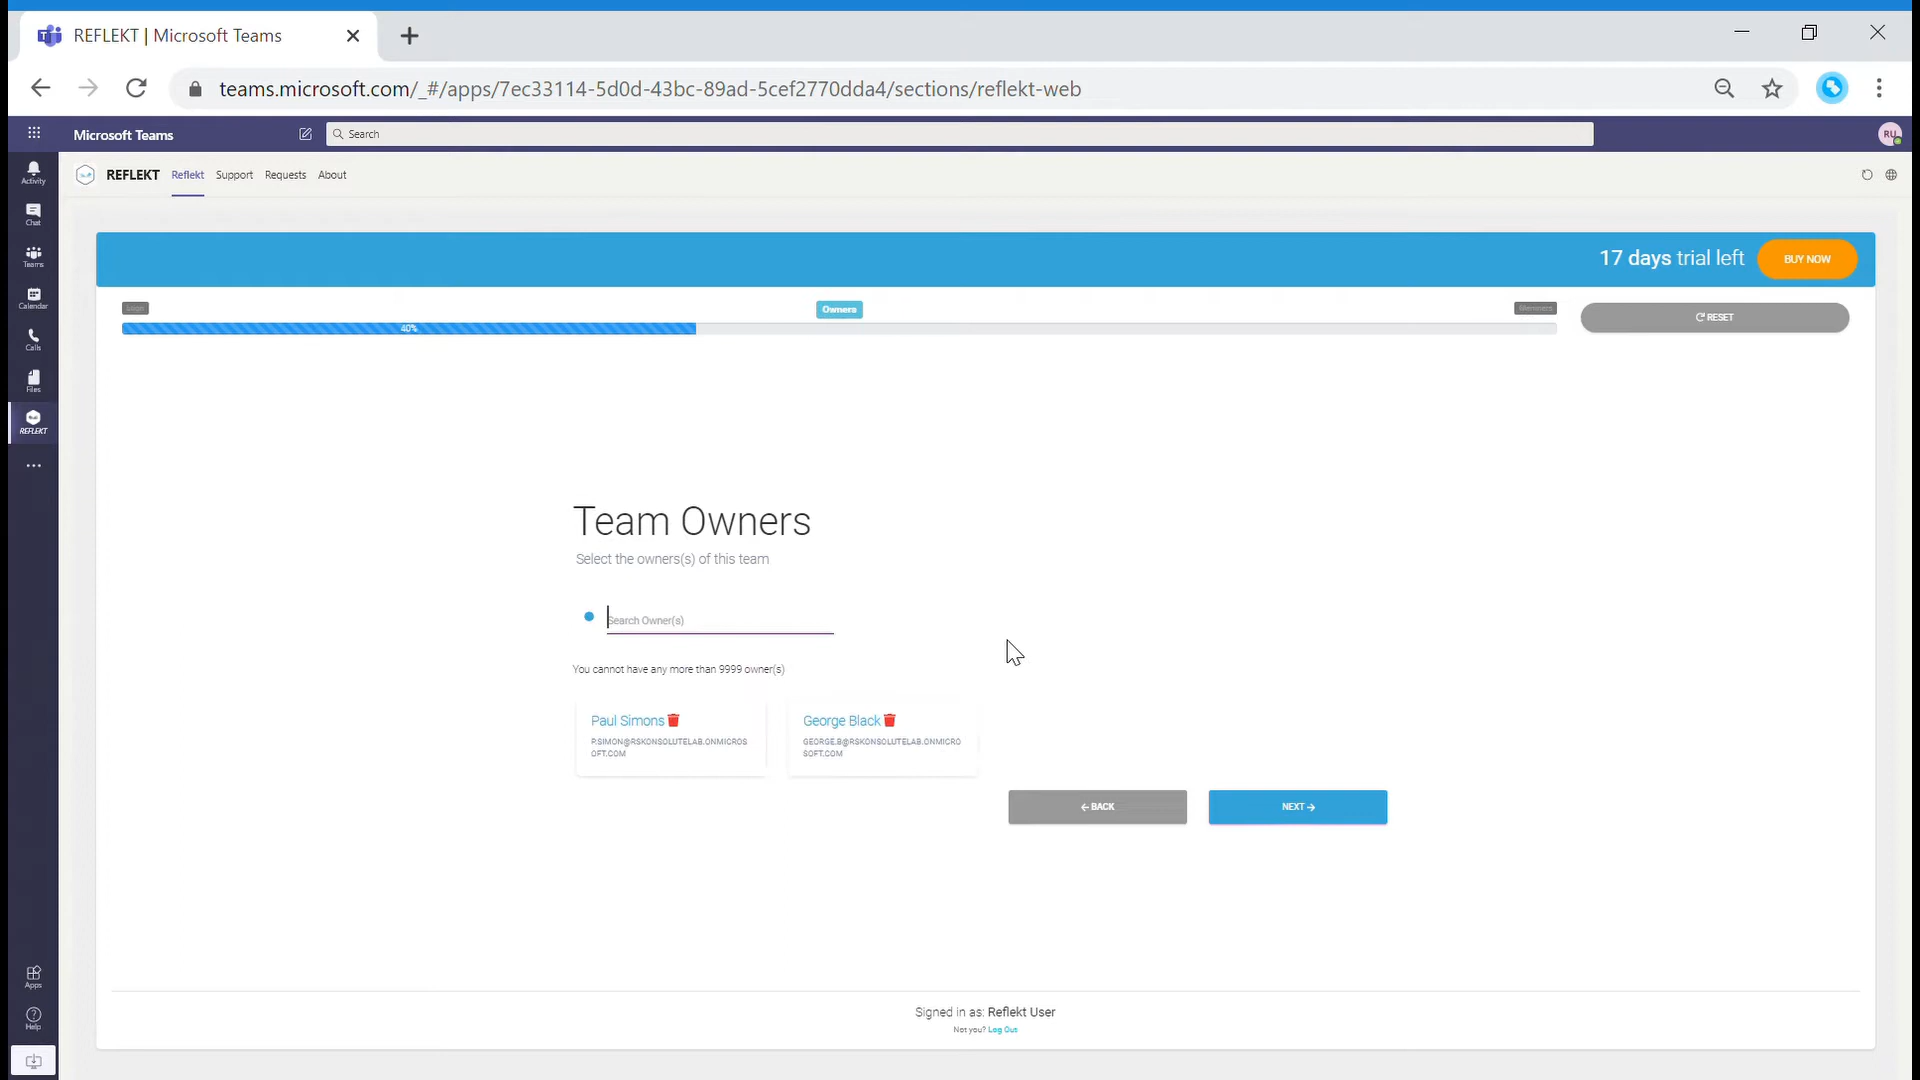 REFLEKT | Microsoft Teams
teams.microsoft.com/_#/apps/7ec33114-5d0d-43bc-89ad-5cef2770dda4/sections/reflekt-web
Microsoft Teams
Search
RU
Activity
Chat
Teams
Calendar
Calls
Files
REFLEKT
Apps
Help
REFLEKT
Reflekt
Support
Requests
About
17 days trial left
BUY NOW
Logo
Owners
Members
40%
RESET
Team Owners
Select the owners(s) of this team
Search Owner(s)
You cannot have any more than 9999 owner(s)
Paul Simons
P.SIMON@RSKONSOLUTELAB.ONMICROS
OFT.COM
George Black
GEORGE.B@RSKONSOLUTELAB.ONMICRO
SOFT.COM
BACK
NEXT
Signed in as: Reflekt User
Not you? Log Out